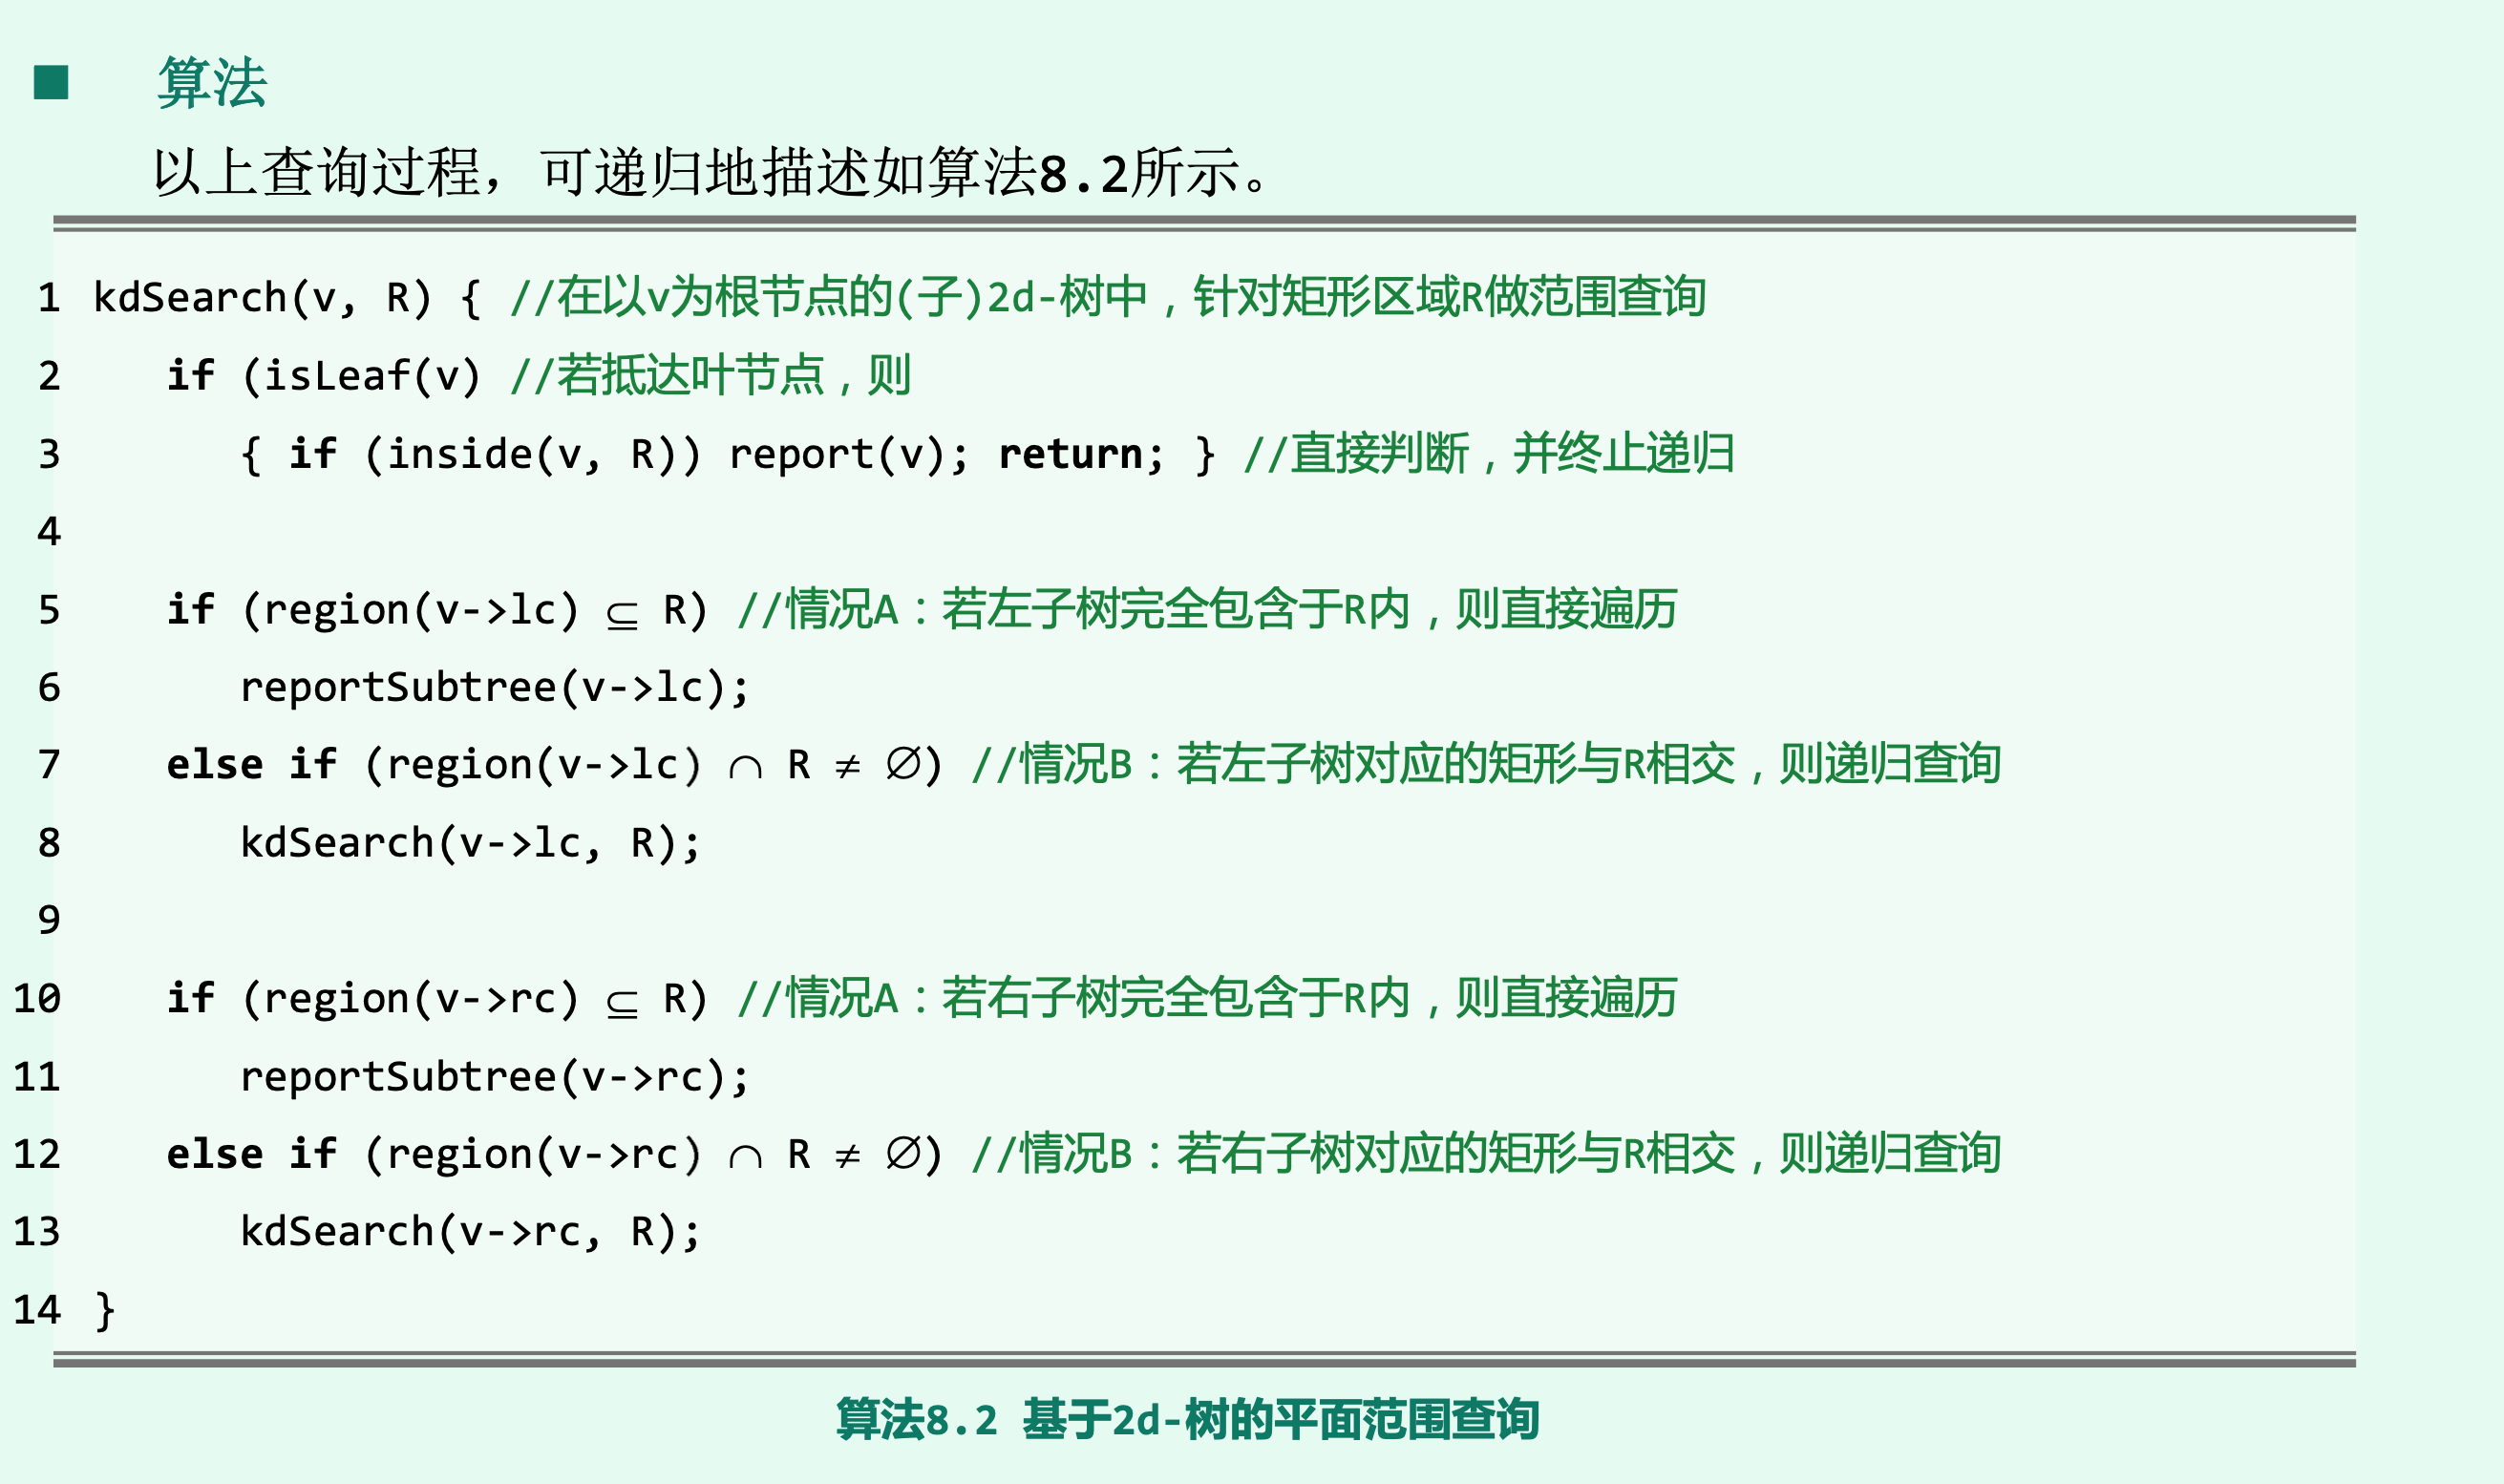 ■ 算法
以上查询过程，可递归地描述如算法8.2所示。
1 kdSearch(v, R) { //在以v为根节点的(子)2d-树中，针对矩形区域R做范围查询
2 if (isLeaf(v) //若抵达叶节点，则
3 { if (inside(v, R)) report(v); return; } //直接判断，并终止递归
4
5 if (region(v->lc) ⊆ R) //情况A：若左子树完全包含于R内，则直接遍历
6 reportSubtree(v->lc);
7 else if (region(v->lc) ∩ R ≠ ∅) //情况B：若左子树对应的矩形与R相交，则递归查询
8 kdSearch(v->lc, R);
9
10 if (region(v->rc) ⊆ R) //情况A：若右子树完全包含于R内，则直接遍历
11 reportSubtree(v->rc);
12 else if (region(v->rc) ∩ R ≠ ∅) //情况B：若右子树对应的矩形与R相交，则递归查询
13 kdSearch(v->rc, R);
14 }
算法8.2 基于2d-树的平面范围查询